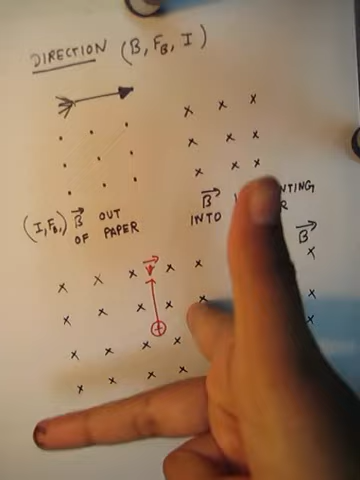 DIRECTION (B, F_B, I)
(I, F_B,) B OUT
OF PAPER
B
INTO
B
V
+